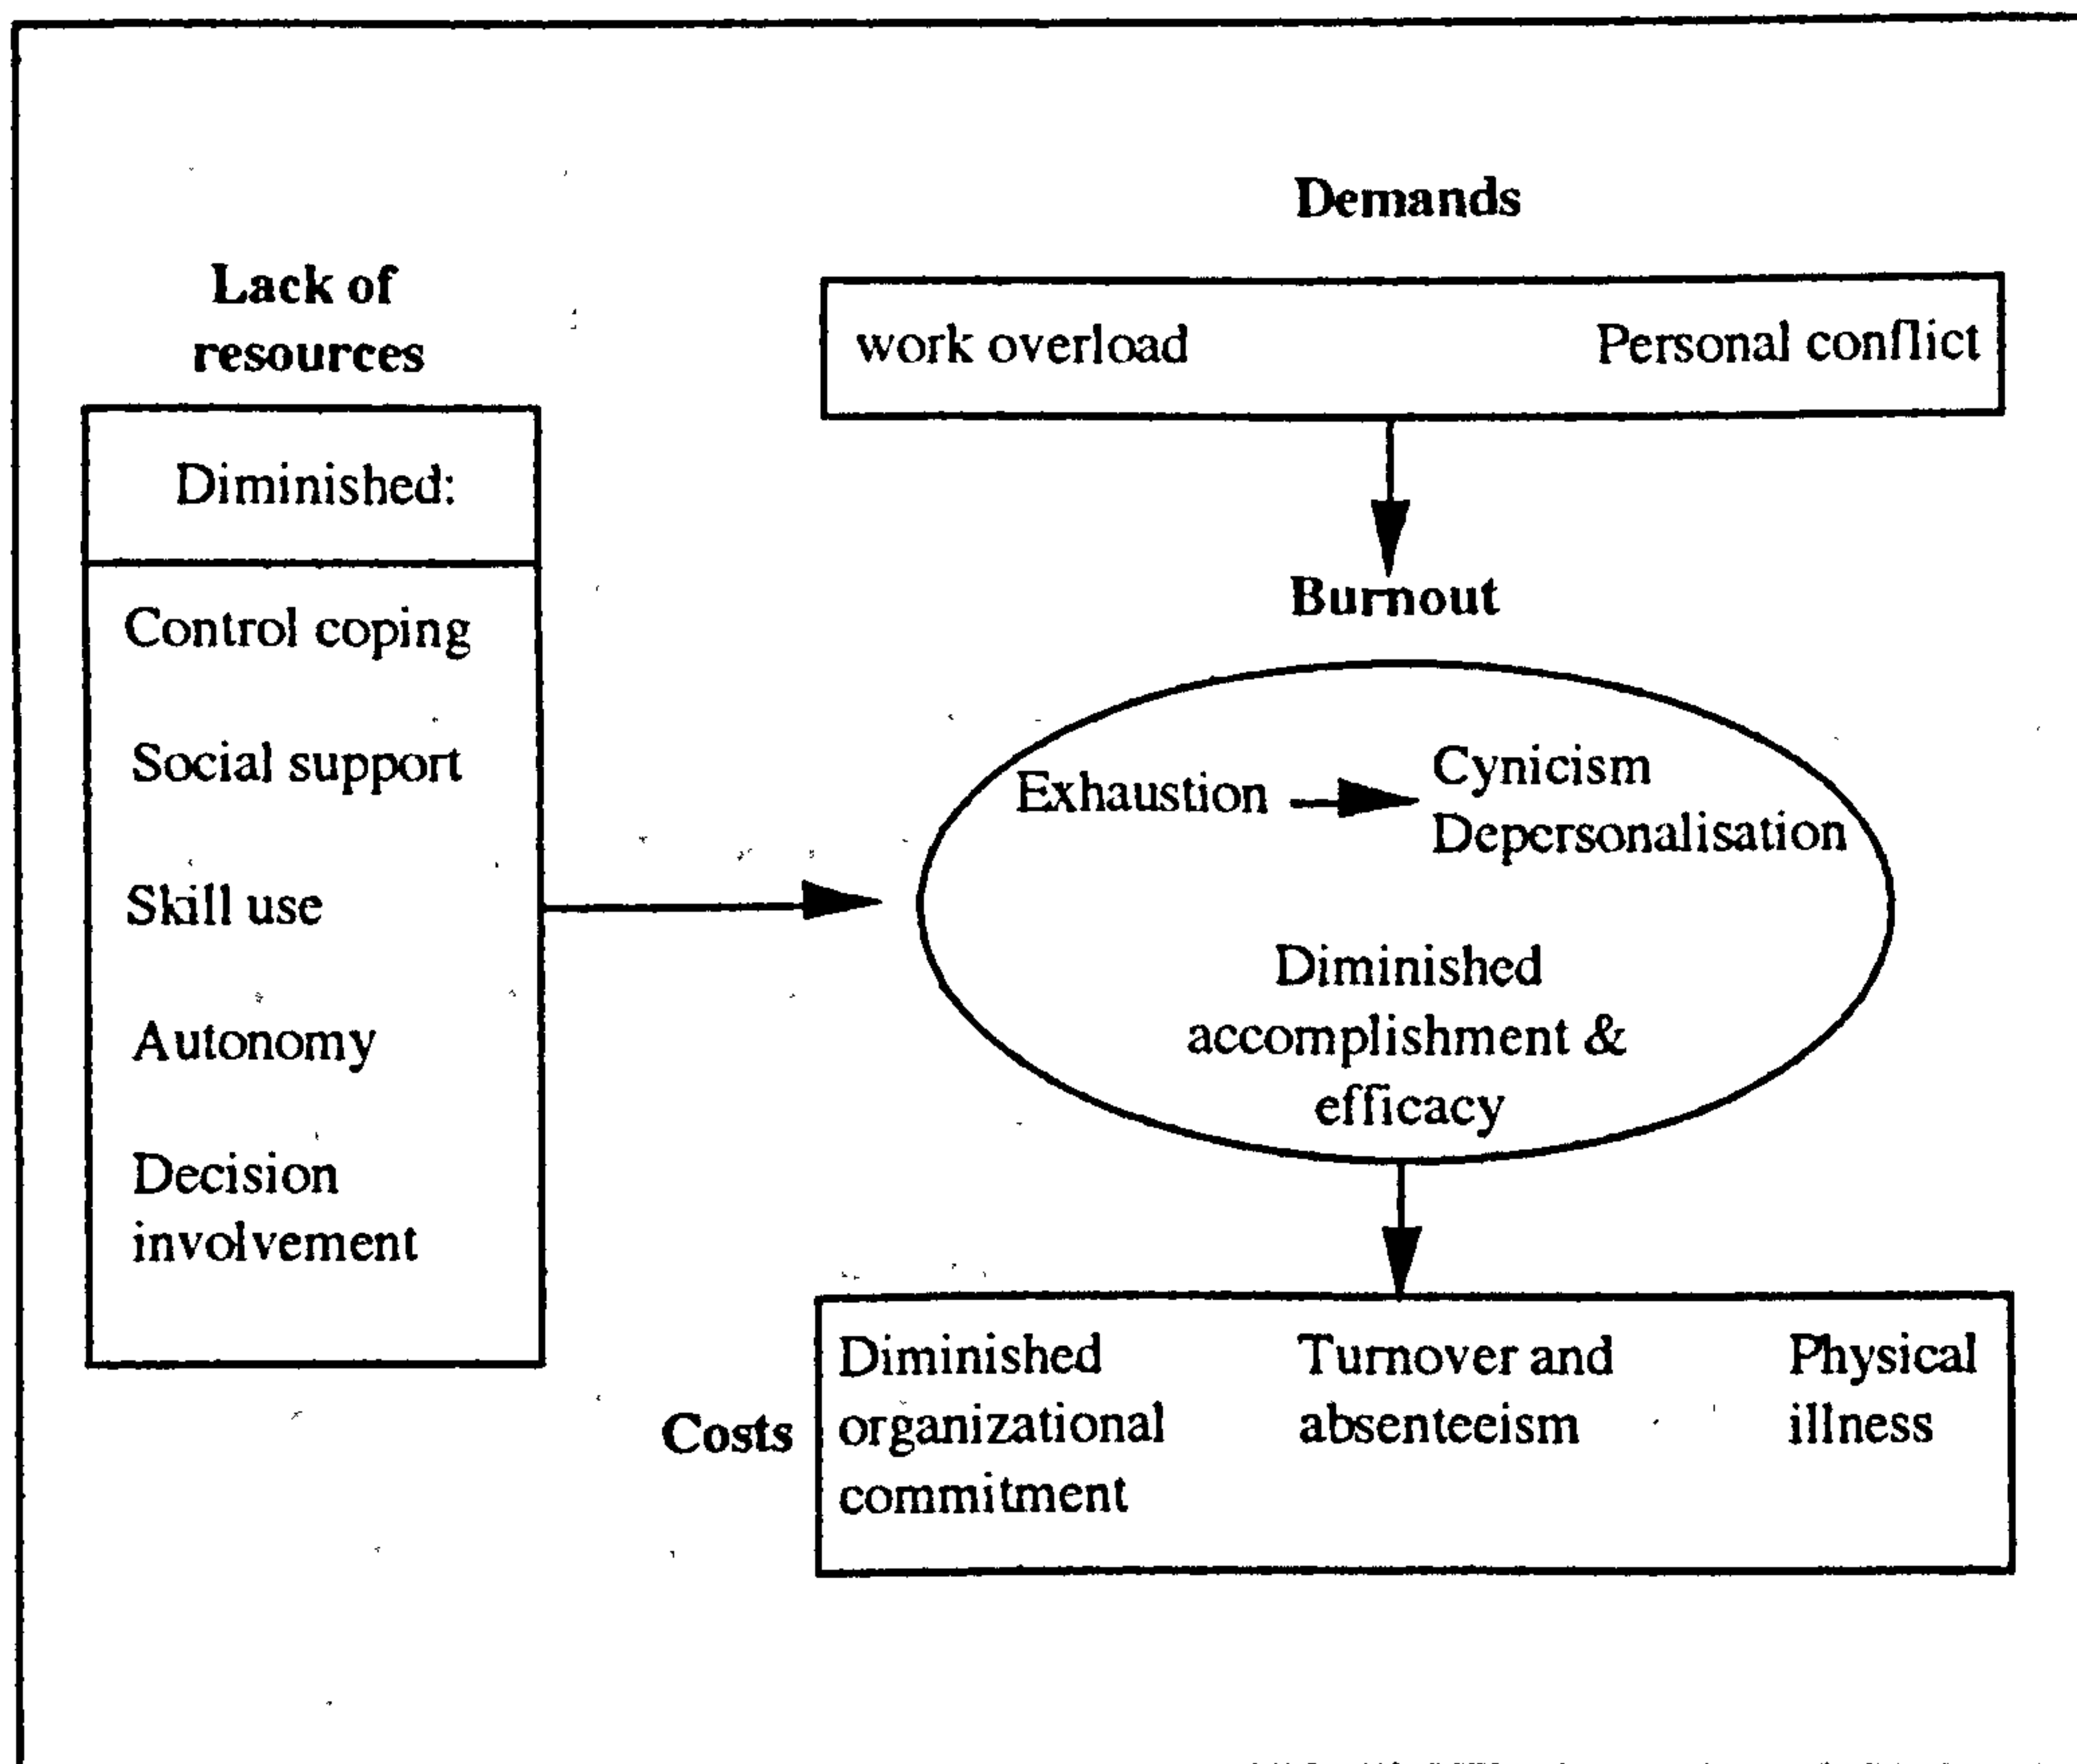 Demands
work overload
Personal conflict
Lack of
resources
Diminished:
Control coping
Social support
Skill use
Autonomy
Decision
involvement
Burnout
Exhaustion
Cynicism
Depersonalisation
Diminished
accomplishment &
efficacy
Costs
Diminished
organizational
commitment
Turnover and
absenteeism
Physical
illness